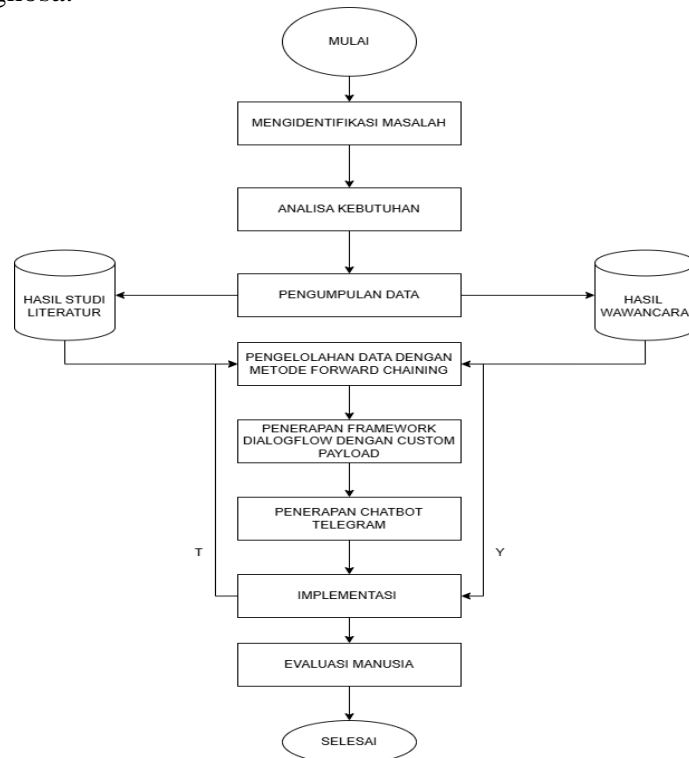 MULAI
MENGIDENTIFIKASI MASALAH
ANALISA KEBUTUHAN
HASIL STUDI
LITERATUR
PENGUMPULAN DATA
HASIL
WAWANCARA
PENGELOLAHAN DATA DENGAN
METODE FORWARD CHAINING
PENERAPAN FRAMEWORK
DIALOGFLOW DENGAN CUSTOM
PAYLOAD
PENERAPAN CHATBOT
TELEGRAM
T
Y
IMPLEMENTASI
EVALUASI MANUSIA
SELESAI